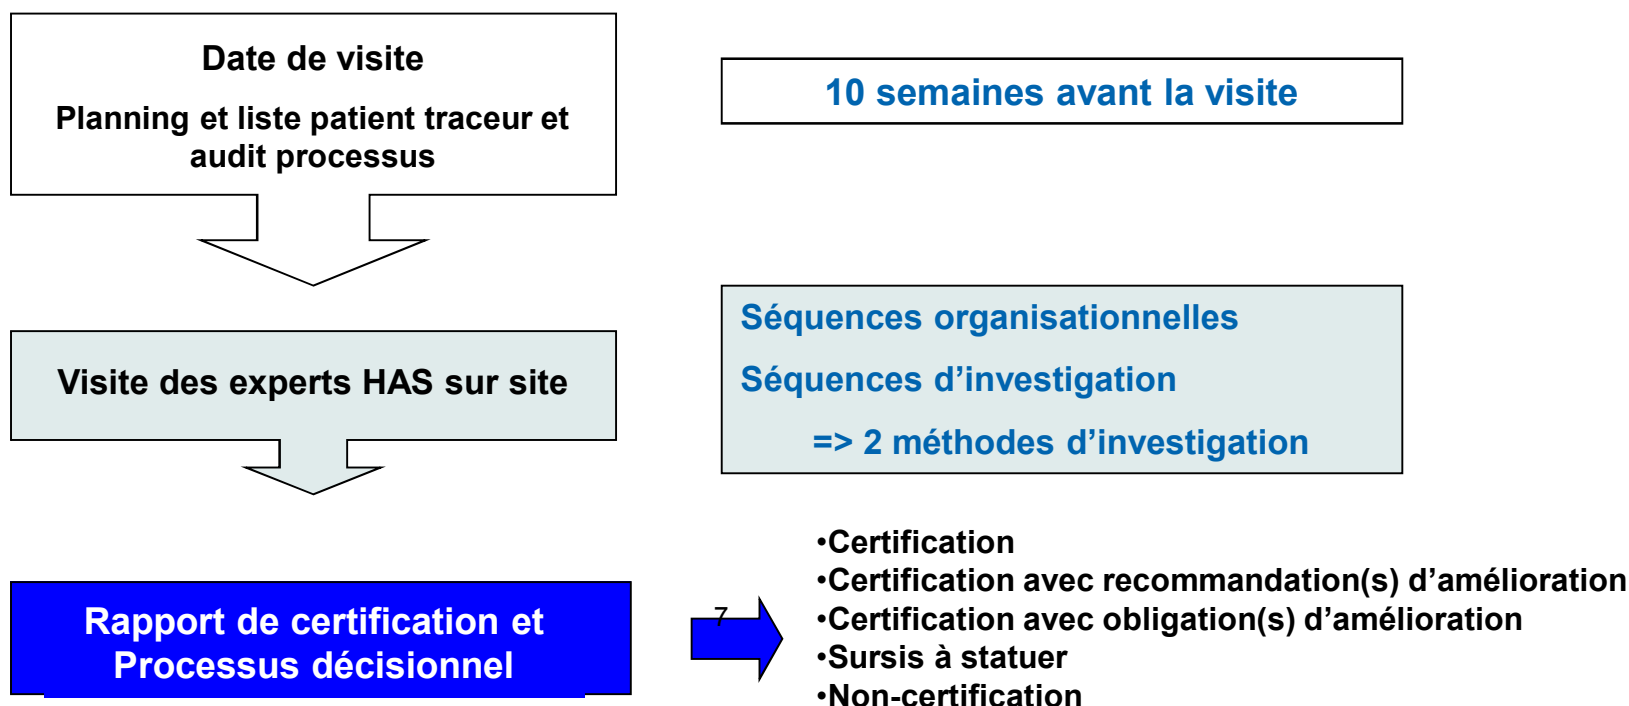 Date de visite
Planning et liste patient traceur et
audit processus
10 semaines avant la visite
Visite des experts HAS sur site
Séquences organisationnelles
Séquences d’investigation
=> 2 méthodes d’investigation
Rapport de certification et
Processus décisionnel
7
•Certification
•Certification avec recommandation(s) d’amélioration
•Certification avec obligation(s) d’amélioration
•Sursis à statuer
•Non-certification